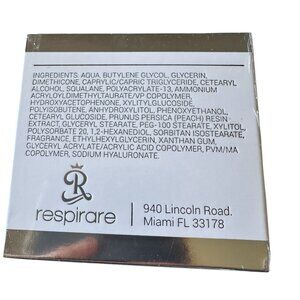 INGREDIENTS: AQUA, BUTYLENE GLYCOL, GLYCERIN,
DIMETHICONE, CAPRYLIC/CAPRIC TRIGLYCERIDE, CETEARYL
ALCOHOL, SQUALANE, POLYACRYLATE-13, AMMONIUM
ACRYLOYLDIMETHYLTAURATE/VP COPOLYMER,
HYDROXYACETOPHENONE, XYLITYLGLUCOSIDE,
POLYISOBUTENE, ANHYDROXYLITOL, PHENOXYETHANOL,
CETEARYL GLUCOSIDE, PRUNUS PERSICA (PEACH) RESIN
EXTRACT, GLYCERYL STEARATE, PEG-100 STEARATE, XYLITOL,
POLYSORBATE 20, 1,2-HEXANEDIOL, SORBITAN ISOSTEARATE,
FRAGRANCE, ETHYLHEXYLGLYCERIN, XANTHAN GUM,
GLYCERYL ACRYLATE/ACRYLIC ACID COPOLYMER, PVM/MA
COPOLYMER, SODIUM HYALURONATE.
R
respirare
940 Lincoln Road.
Miami FL 33178